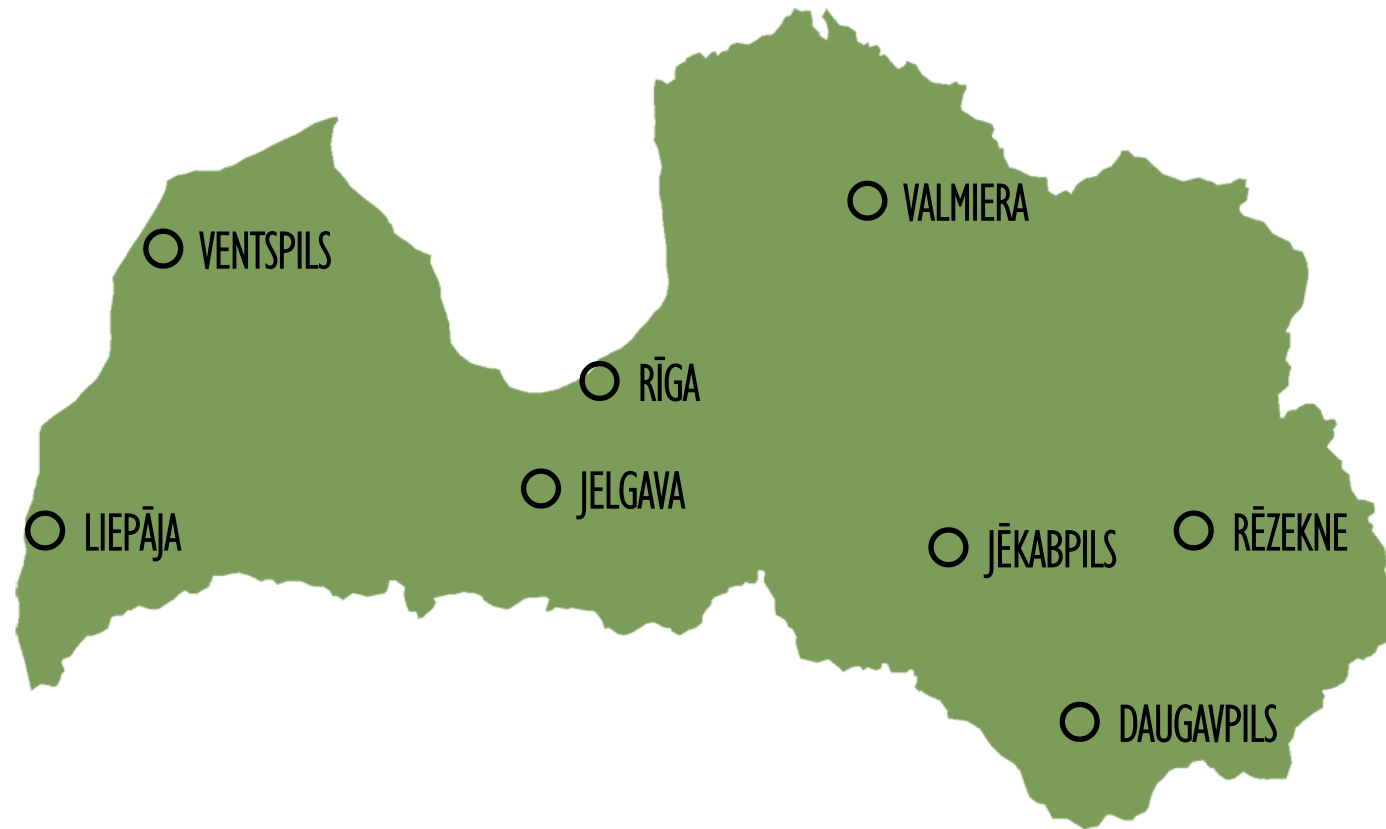 VALMIERA
VENTSPILS
RĪGA
JELGAVA
LIEPĀJA
RĒZEKNE
JĒKABPILS
DAUGAVPILS